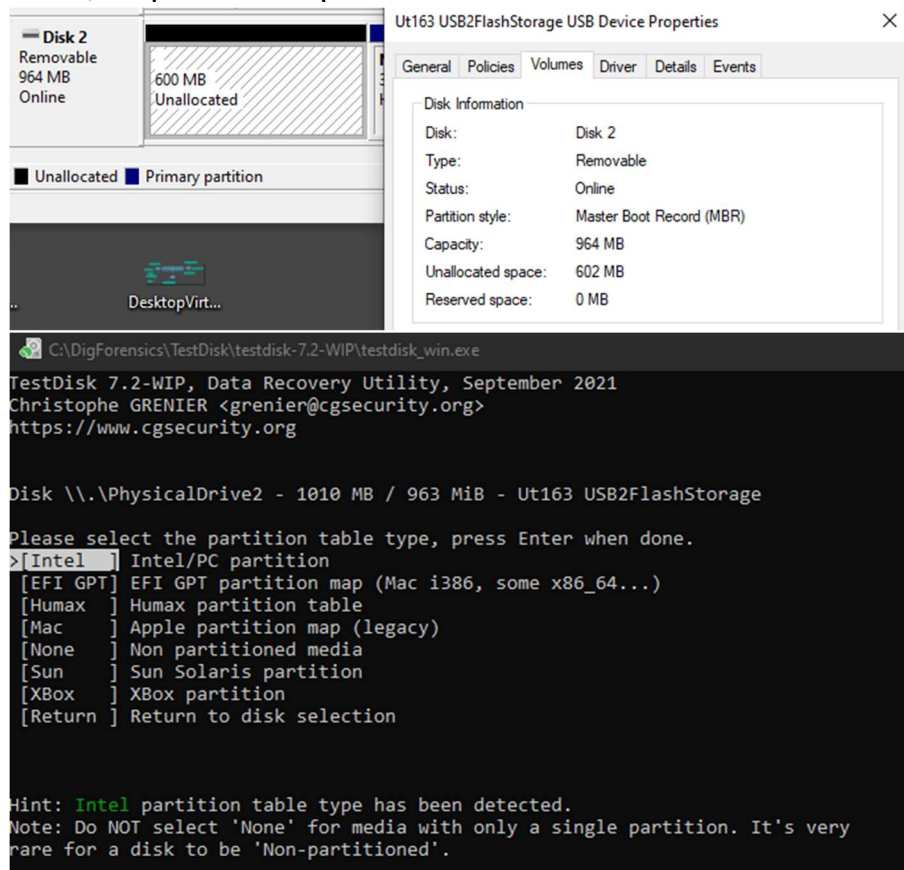 Disk 2
Removable
964 MB
Online
600 MB
Unallocated
Unallocated Primary partition
DesktopVirt...
Ut163 USB2FlashStorage USB Device Properties
General Policies Volumes Driver Details Events
Disk Information
Disk: Disk 2
Type: Removable
Status: Online
Partition style: Master Boot Record (MBR)
Capacity: 964 MB
Unallocated space: 602 MB
Reserved space: 0 MB
C:\DigForensics\TestDisk\testdisk-7.2-WIP\testdisk_win.exe
TestDisk 7.2-WIP, Data Recovery Utility, September 2021
Christophe GRENIER <grenier@cgsecurity.org>
https://www.cgsecurity.org
Disk \\.\PhysicalDrive2 - 1010 MB / 963 MiB - Ut163 USB2FlashStorage
Please select the partition table type, press Enter when done.
>[Intel  ] Intel/PC partition
[EFI GPT] EFI GPT partition map (Mac i386, some x86_64...)
[Humax  ] Humax partition table
[Mac    ] Apple partition map (legacy)
[None   ] Non partitioned media
[Sun    ] Sun Solaris partition
[XBox   ] XBox partition
[Return ] Return to disk selection
Hint: Intel partition table type has been detected.
Note: Do NOT select 'None' for media with only a single partition. It's very
rare for a disk to be 'Non-partitioned'.